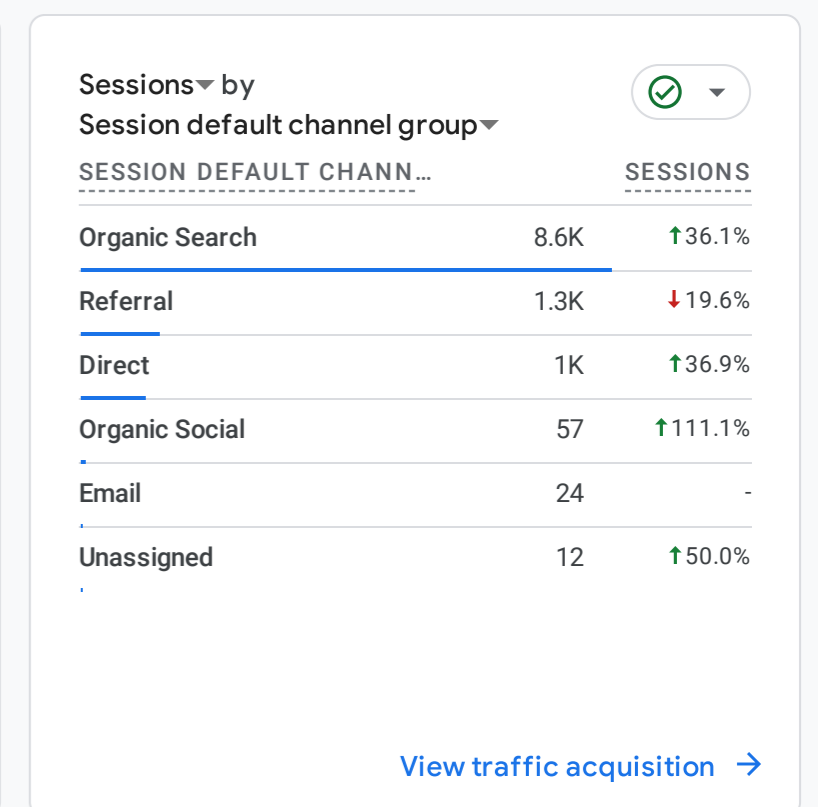 Sessions by
Session default channel group
SESSION DEFAULT CHANN… SESSIONS
Organic Search 8.6K ↑36.1%
Referral 1.3K ↓19.6%
Direct 1K ↑36.9%
Organic Social 57 ↑111.1%
Email 24 -
Unassigned 12 ↑50.0%
View traffic acquisition →